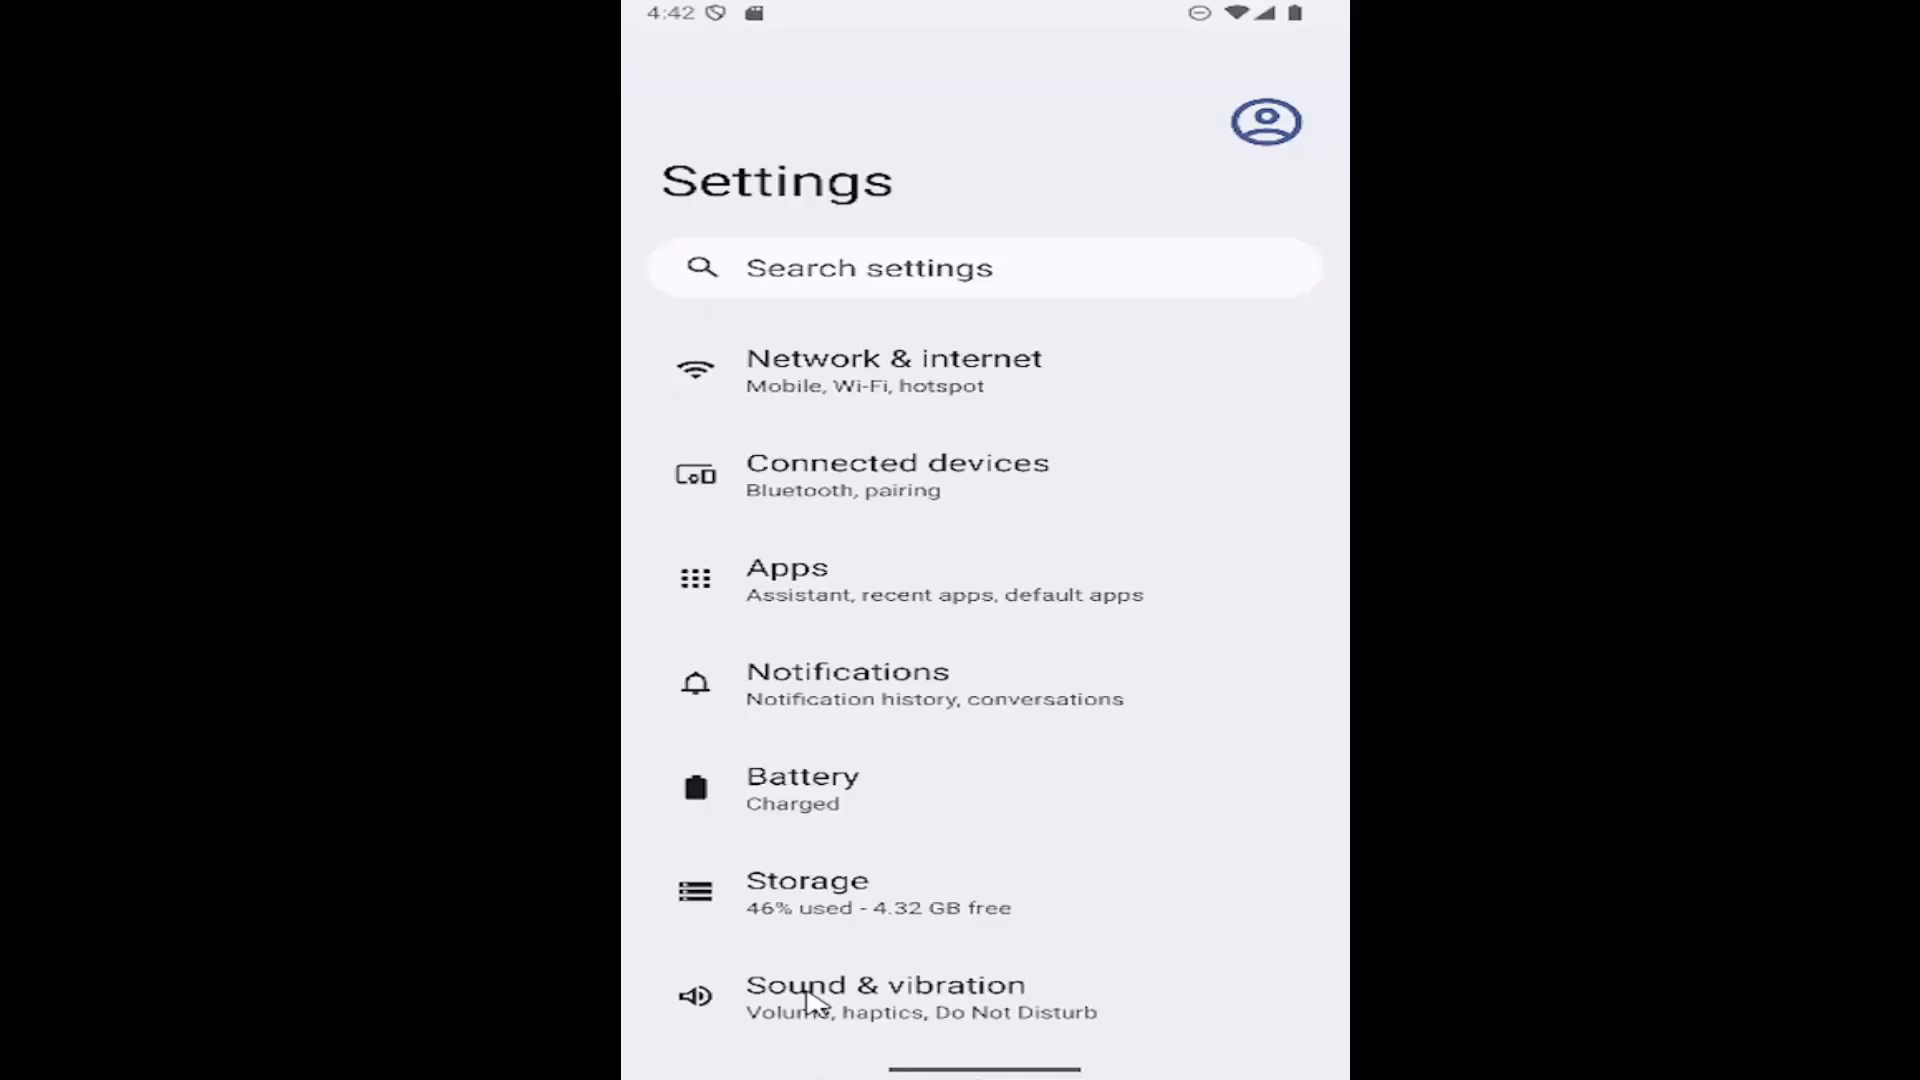 4:42
Settings
Search settings
Network & internet
Mobile, Wi-Fi, hotspot
Connected devices
Bluetooth, pairing
Apps
Assistant, recent apps, default apps
Notifications
Notification history, conversations
Battery
Charged
Storage
46% used - 4.32 GB free
Sound & vibration
Volume, haptics, Do Not Disturb